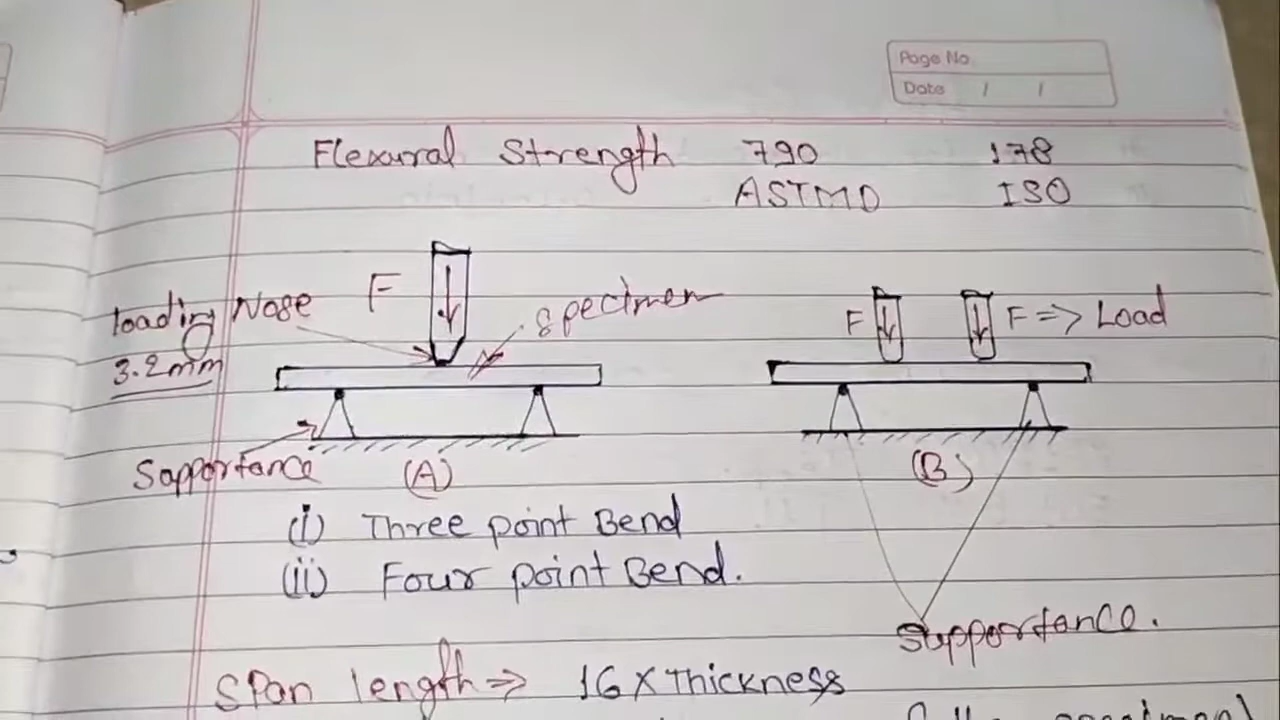 Page No.
Date / /
Flexural Strength 790 178
ASTMD ISO
F
loading Nose
3.2mm
Specimen
F F => Load
Sapportance (A) (B)
(i) Three point Bend
(ii) Four point Bend.
Supportance.
Span length => 16 X Thickness